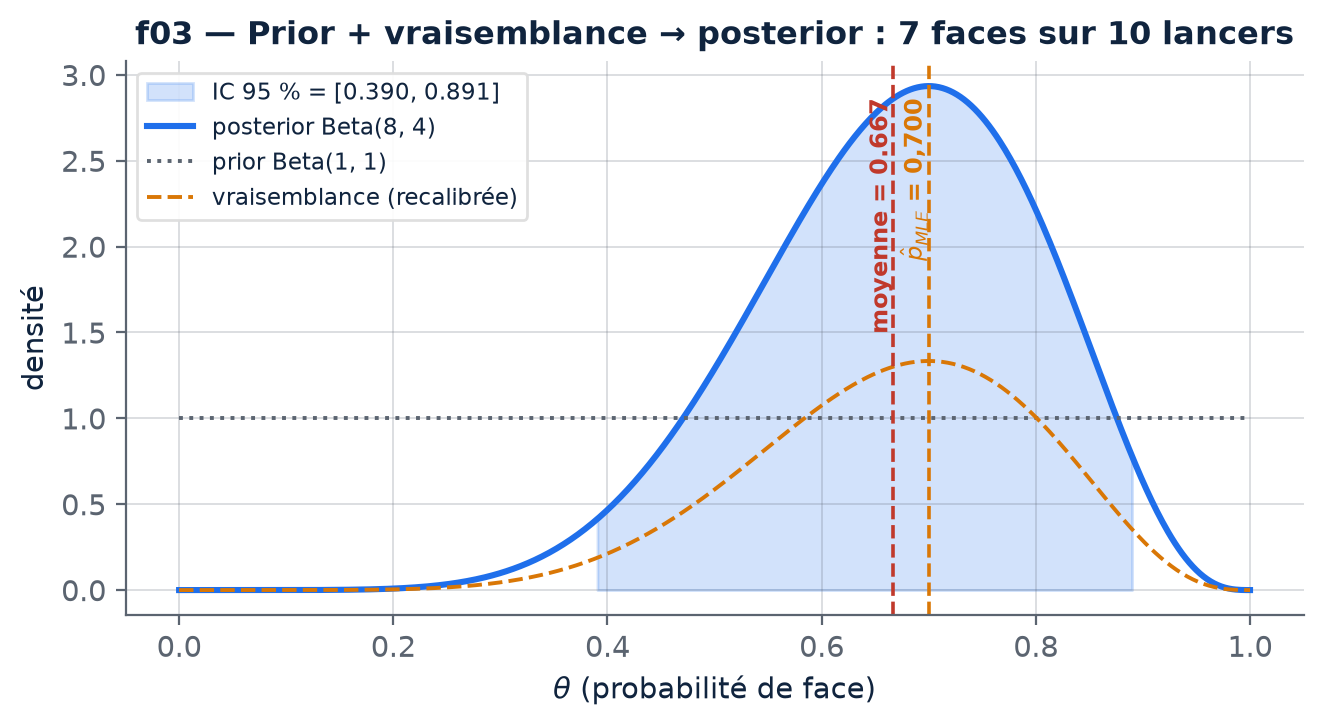 f03 — Prior + vraisemblance → posterior : 7 faces sur 10 lancers
IC 95 % = [0.390, 0.891]
posterior Beta(8, 4)
prior Beta(1, 1)
vraisemblance (recalibrée)
moyenne = 0.667
p̂_MLE = 0,700
densité
3.0
2.5
2.0
1.5
1.0
0.5
0.0
0.0 0.2 0.4 0.6 0.8 1.0
θ (probabilité de face)